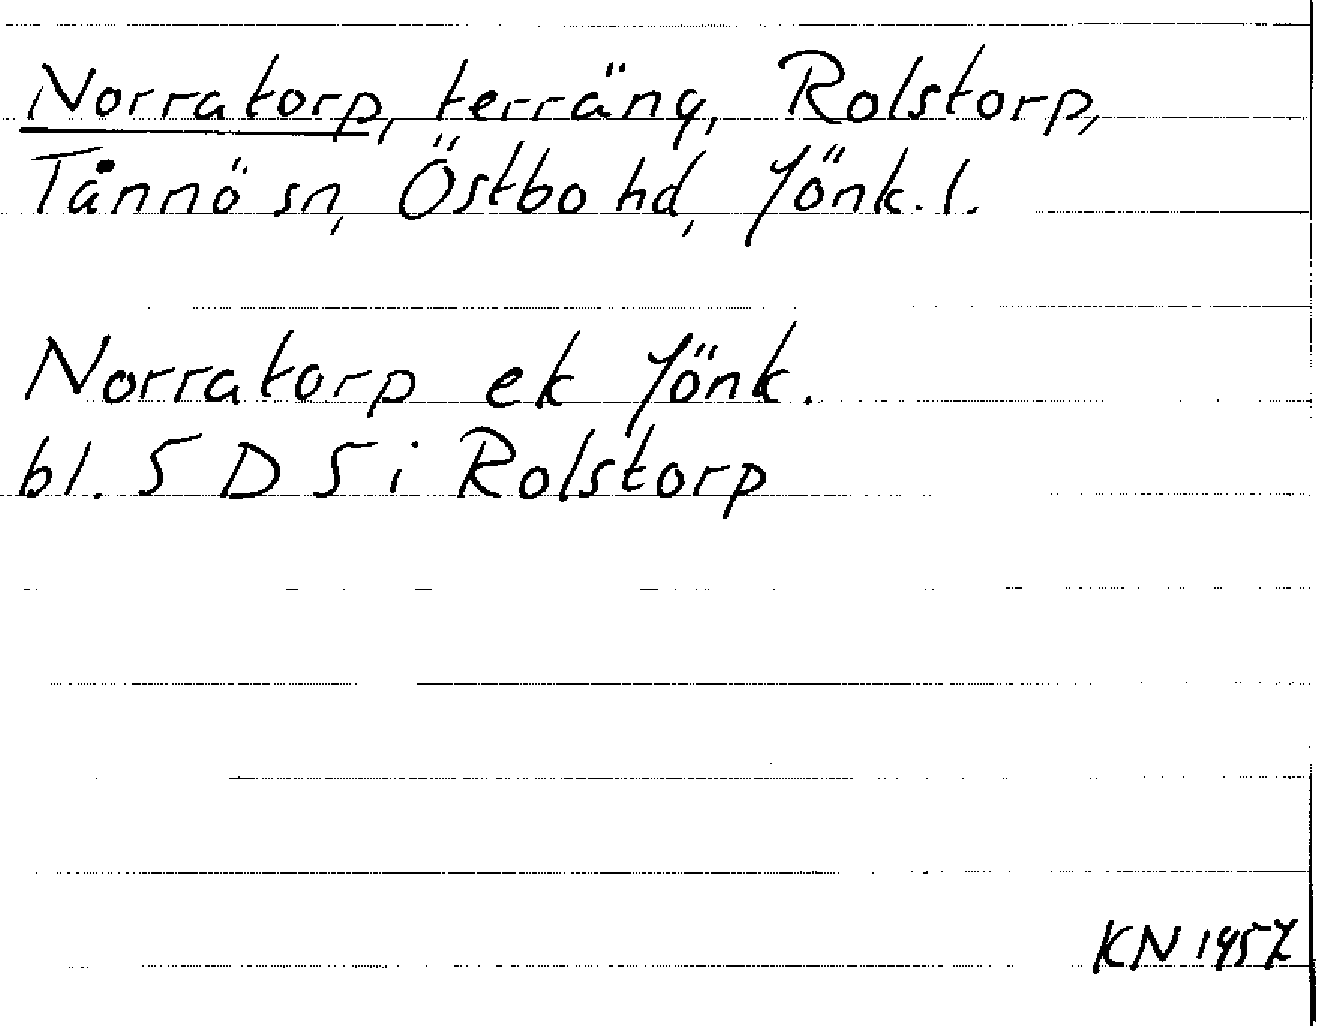 Norratorp, terräng, Rolstorp,
Tånnö sn, Östbo hd, Jönk. l.
Norratorp ek Jönk.
bl. 5 D 5 i Rolstorp
KN 1957